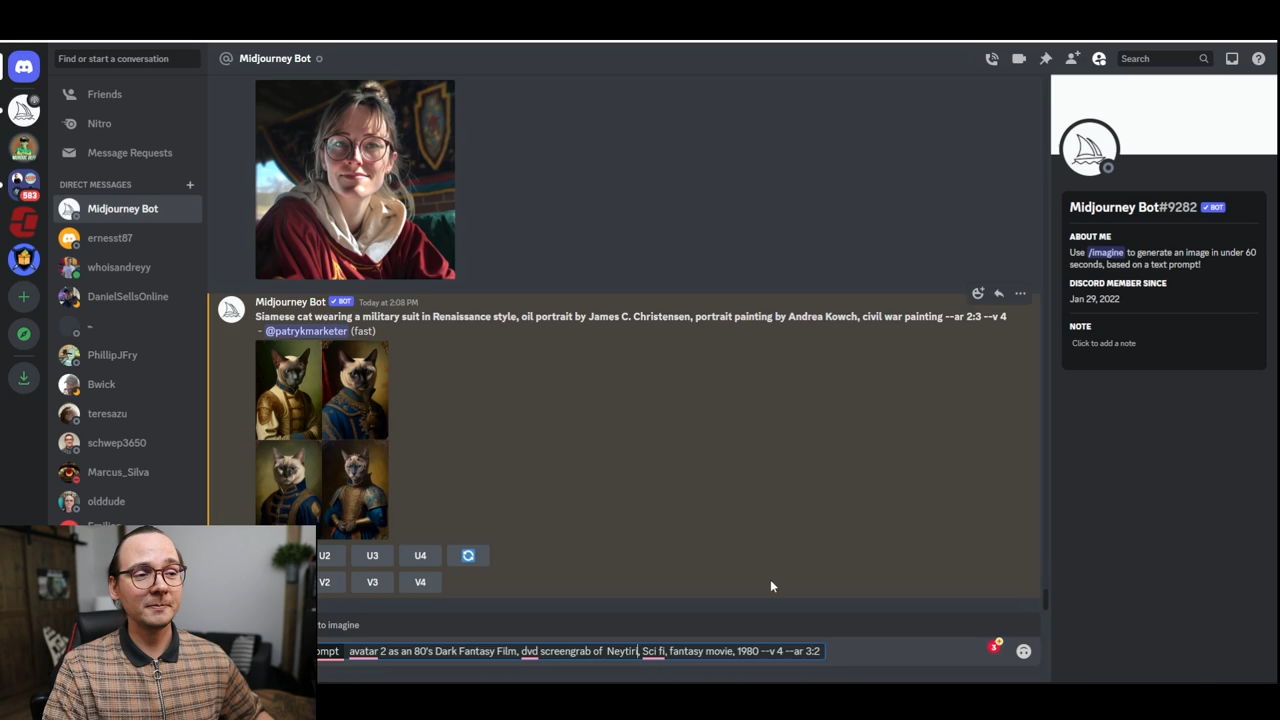 Find or start a conversation
Midjourney Bot
Search
Friends
Nitro
Message Requests
DIRECT MESSAGES
Midjourney Bot
ernesst87
whoisandreyy
DanielSellsOnline
PhillipJFry
Bwick
teresazu
schwep3650
Marcus_Silva
olddude
583
Midjourney Bot BOT Today at 2:08 PM
Siamese cat wearing a military suit in Renaissance style, oil portrait by James C. Christensen, portrait painting by Andrea Kowch, civil war painting --ar 2:3 --v 4
- @patrykmarketer (fast)
U2 U3 U4
V2 V3 V4
to imagine
ompt avatar 2 as an 80's Dark Fantasy Film, dvd screengrab of Neytiri, Sci fi, fantasy movie, 1980 --v 4 --ar 3:2
3
Midjourney Bot#9282 BOT
ABOUT ME
Use /imagine to generate an image in under 60
seconds, based on a text prompt!
DISCORD MEMBER SINCE
Jan 29, 2022
NOTE
Click to add a note